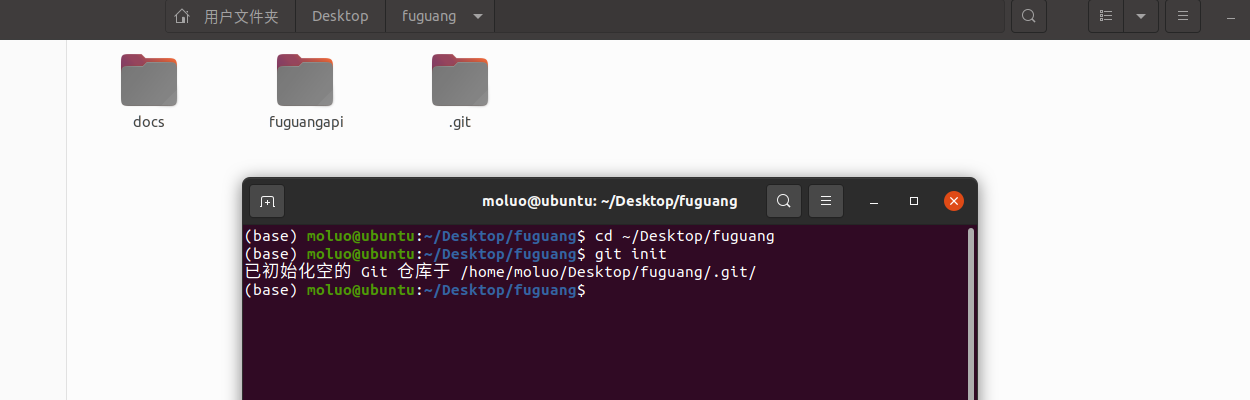 用户文件夹 Desktop fuguang
docs fuguangapi .git
moluo@ubuntu: ~/Desktop/fuguang
(base) moluo@ubuntu:~/Desktop/fuguang$ cd ~/Desktop/fuguang
(base) moluo@ubuntu:~/Desktop/fuguang$ git init
已初始化空的 Git 仓库于 /home/moluo/Desktop/fuguang/.git/
(base) moluo@ubuntu:~/Desktop/fuguang$